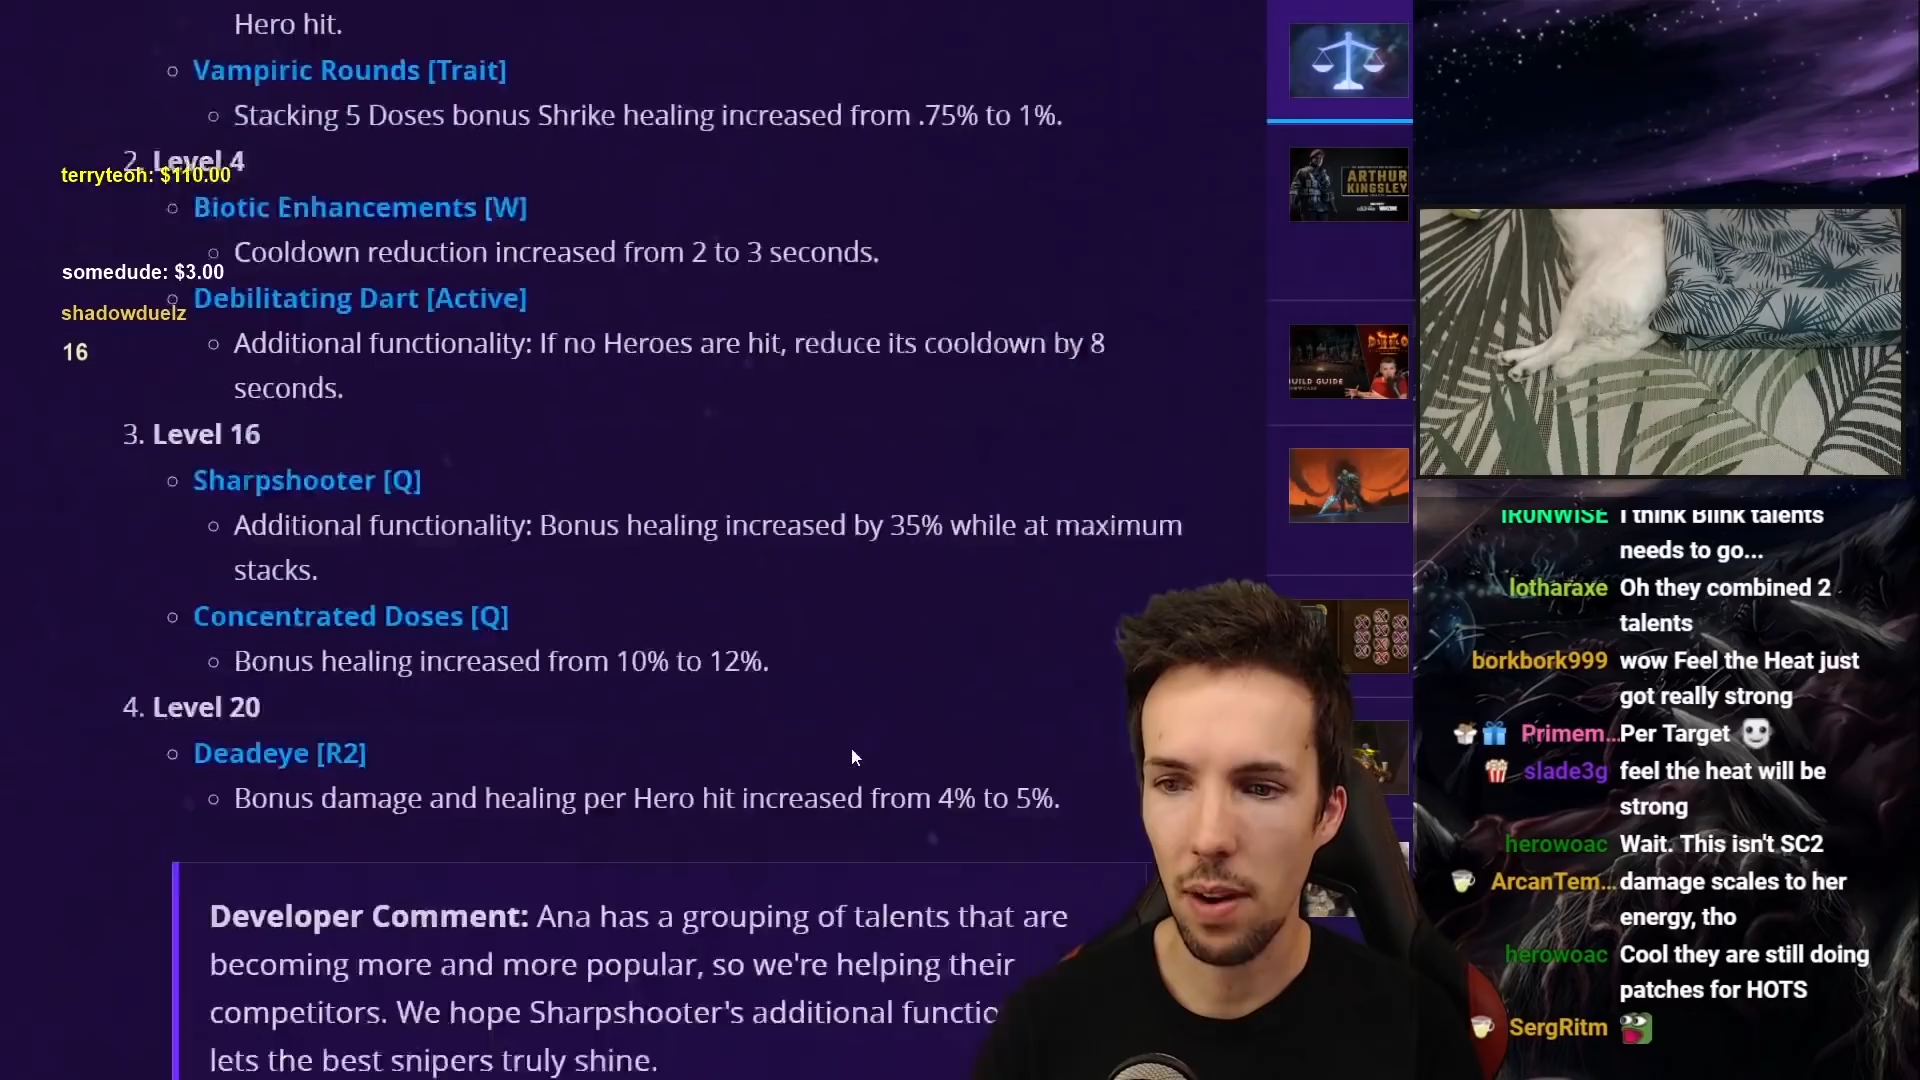 Hero hit.
Vampiric Rounds [Trait]
Stacking 5 Doses bonus Shrike healing increased from .75% to 1%.
2. Level 4
terryteoh: $110.00
Biotic Enhancements [W]
Cooldown reduction increased from 2 to 3 seconds.
somedude: $3.00
Debilitating Dart [Active]
shadowduelz
Additional functionality: If no Heroes are hit, reduce its cooldown by 8
16
seconds.
3. Level 16
Sharpshooter [Q]
Additional functionality: Bonus healing increased by 35% while at maximum
stacks.
Concentrated Doses [Q]
Bonus healing increased from 10% to 12%.
4. Level 20
Deadeye [R2]
Bonus damage and healing per Hero hit increased from 4% to 5%.
Developer Comment: Ana has a grouping of talents that are
becoming more and more popular, so we're helping their
competitors. We hope Sharpshooter's additional functio
lets the best snipers truly shine.
ARTHUR
KINGSLEY
DIABLO
BUILD GUIDE
IRONWISE I think Blink talents
needs to go...
lotharaxe Oh they combined 2
talents
borkbork999 wow Feel the Heat just
got really strong
Primem... Per Target
slade3g feel the heat will be
strong
herowoac Wait. This isn't SC2
ArcanTem... damage scales to her
energy, tho
herowoac Cool they are still doing
patches for HOTS
SergRitm